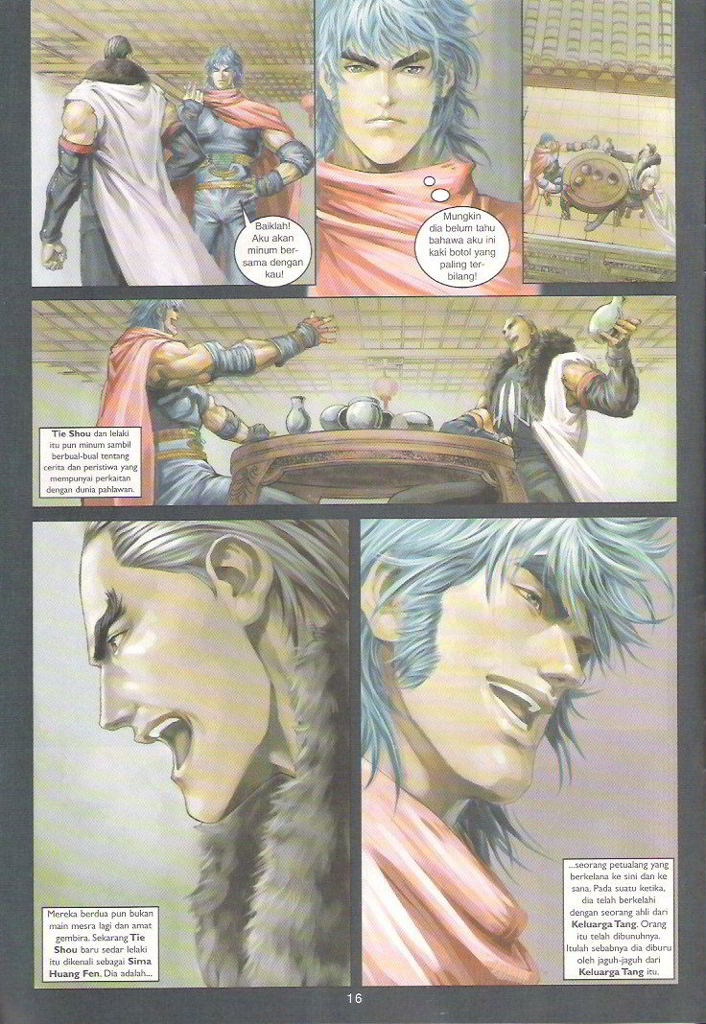 Baiklah!
Aku akan
minum ber-
sama dengan
kau!
Mungkin
dia belum tahu
bahawa aku ini
kaki botol yang
paling ter-
bilang!
Tie Shou dan lelaki
itu pun minum sambil
berbual-bual tentang
cerita dan peristiwa yang
mempunyai perkaitan
dengan dunia pahlawan.
Mereka berdua pun bukan
main mesra lagi dan amat
gembira. Sekarang Tie
Shou baru sedar lelaki
itu dikenali sebagai Sima
Huang Fen. Dia adalah...
...seorang petualang yang
berkelana ke sini dan ke
sana. Pada suatu ketika,
dia telah berkelahi
dengan seorang ahli dari
Keluarga Tang. Orang
itu telah dibunuhnya.
Itulah sebabnya dia diburu
oleh jaguh-jaguh dari
Keluarga Tang itu.
16